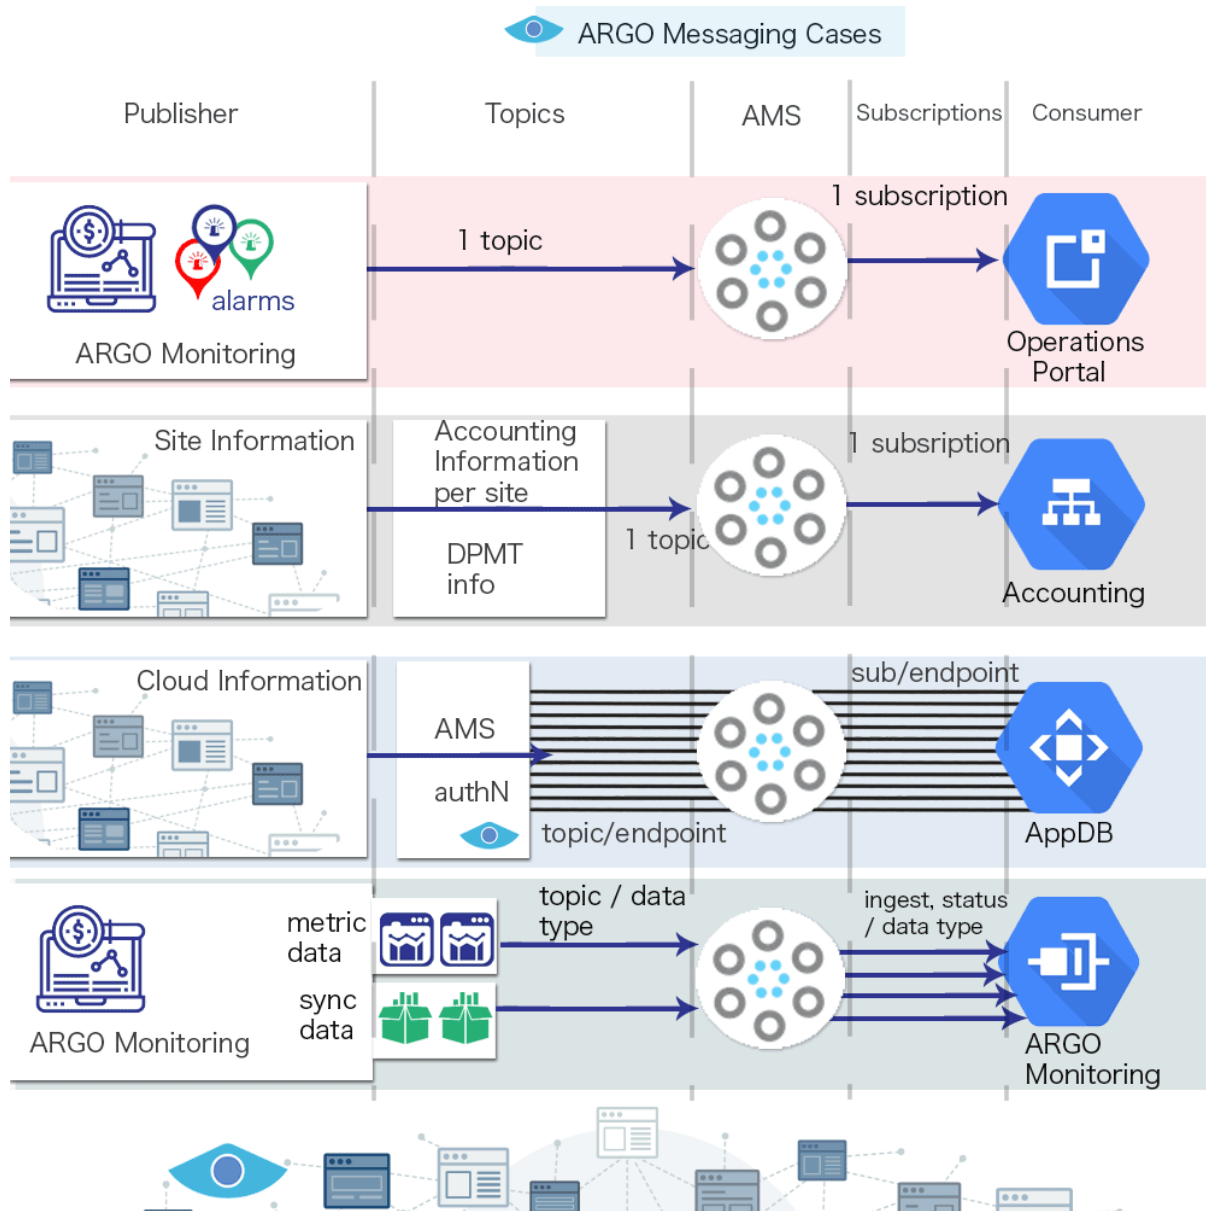 ARGO Messaging Cases
Publisher
Topics
AMS
Subscriptions
Consumer
alarms
ARGO Monitoring
1 topic
1 subscription
Operations
Portal
Site Information
Accounting
Information
per site
DPMT
info
1 topic
1 subsription
Accounting
Cloud Information
AMS
authN
topic/endpoint
sub/endpoint
AppDB
metric
data
sync
data
ARGO Monitoring
topic / data
type
ingest, status
/ data type
ARGO
Monitoring